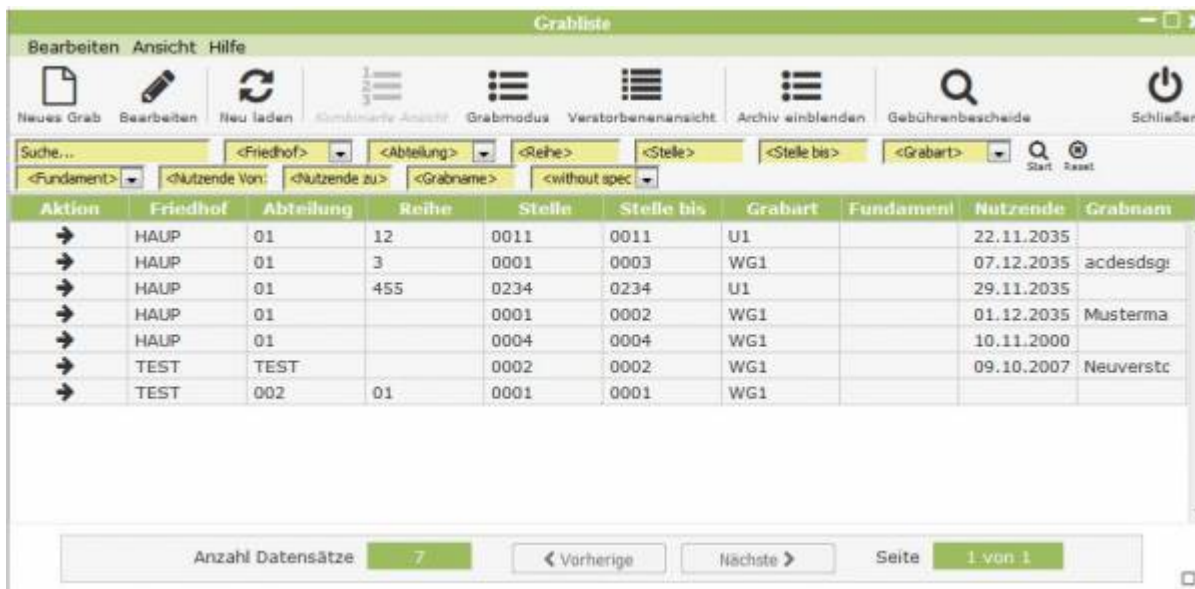 Grabliste
Bearbeiten Ansicht Hilfe
Neues Grab Bearbeiten Neu laden Kombinierte Ansicht Grabmodus Verstorbenenansicht Archiv einblenden Gebührenbescheide Schließen
Suche... <Friedhof> <Abteilung> <Reihe> <Stelle> <Stelle bis> <Grabart> Start Reset
<Fundament> <Nutzende Von: <Nutzende zu> <Grabname> <without spec
Aktion Friedhof Abteilung Reihe Stelle Stelle bis Grabart Fundament Nutzende Grabnam
HAUP 01 12 0011 0011 U1 22.11.2035
HAUP 01 3 0001 0003 WG1 07.12.2035 acdesdsgs
HAUP 01 455 0234 0234 U1 29.11.2035
HAUP 01 0001 0002 WG1 01.12.2035 Musterma
HAUP 01 0004 0004 WG1 10.11.2000
TEST TEST 0002 0002 WG1 09.10.2007 Neuverstc
TEST 002 01 0001 0001 WG1
Anzahl Datensätze 7 Vorherige Nächste Seite 1 von 1